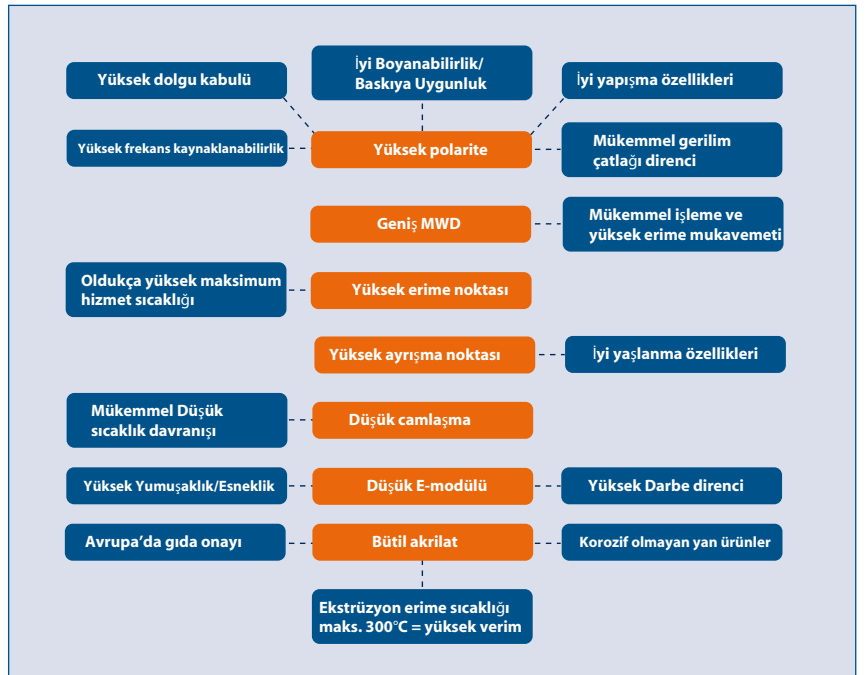 Yüksek dolgu kabulü
İyi Boyanabilirlik/
Baskıya Uygunluk
İyi yapışma özellikleri
Yüksek frekans kaynaklanabilirlik
Yüksek polarite
Mükemmel gerilim
çatlağı direnci
Geniş MWD
Mükemmel işleme ve
yüksek erime mukavemeti
Oldukça yüksek maksimum
hizmet sıcaklığı
Yüksek erime noktası
Yüksek ayrışma noktası
İyi yaşlanma özellikleri
Mükemmel Düşük
sıcaklık davranışı
Düşük camlaşma
Yüksek Yumuşaklık/Esneklik
Düşük E-modülü
Yüksek Darbe direnci
Avrupa'da gıda onayı
Bütil akrilat
Korozif olmayan yan ürünler
Ekstrüzyon erime sıcaklığı
maks. 300°C = yüksek verim